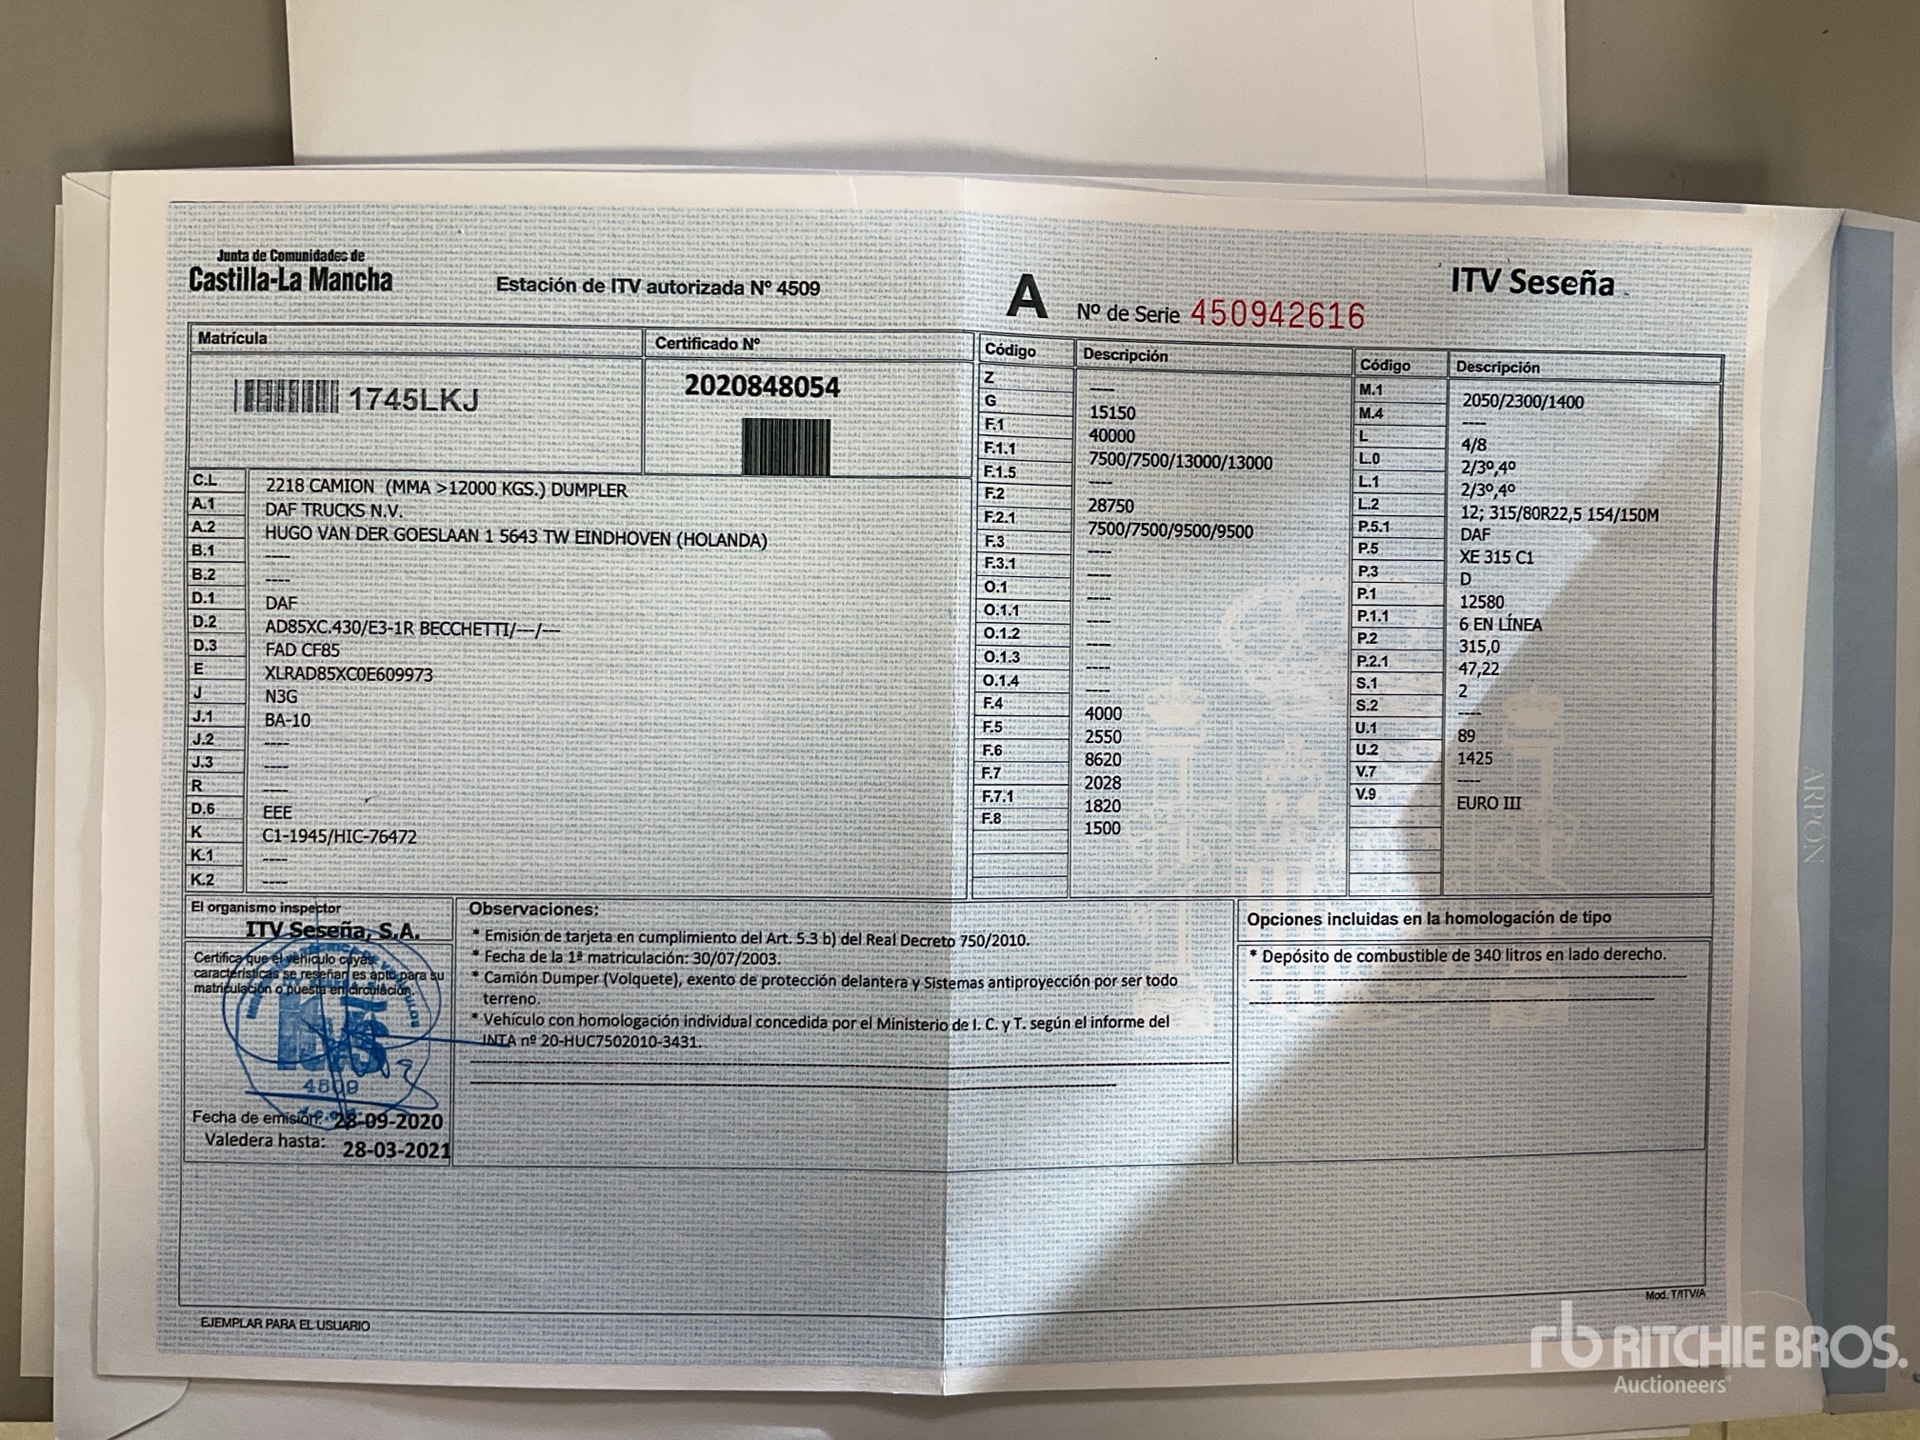 Junta de Comunidades de
Castilla-La Mancha
Estación de ITV autorizada Nº 4509
A
Nº de Serie 450942616
ITV Seseña
Matrícula
1745LKJ
Certificado Nº
2020848054
C.L 2218 CAMION (MMA >12000 KGS.) DUMPLER
A.1 DAF TRUCKS N.V.
A.2 HUGO VAN DER GOESLAAN 1 5643 TW EINDHOVEN (HOLANDA)
B.1 ----
B.2 ----
D.1 DAF
D.2 AD85XC.430/E3-1R BECCHETTI/---/---
D.3 FAD CF85
E XLRAD85XC0E609973
J N3G
J.1 BA-10
J.2 ----
J.3 ----
R ----
D.6 EEE
K C1-1945/HIC-76472
K.1 ----
K.2 ----
Código Descripción
Z ----
G 15150
F.1 40000
F.1.1 7500/7500/13000/13000
F.1.5 ----
F.2 28750
F.2.1 7500/7500/9500/9500
F.3 ----
F.3.1 ----
O.1 ----
O.1.1 ----
O.1.2 ----
O.1.3 ----
O.1.4 ----
F.4 4000
F.5 2550
F.6 8620
F.7 2028
F.7.1 1820
F.8 1500
Código Descripción
M.1 2050/2300/1400
M.4 ----
L 4/8
L.0 2/3º,4º
L.1 2/3º,4º
L.2 12; 315/80R22,5 154/150M
P.5.1 DAF
P.5 XE 315 C1
P.3 D
P.1 12580
P.1.1 6 EN LÍNEA
P.2 315,0
P.2.1 47,22
S.1 2
S.2 ----
U.1 89
U.2 1425
V.7 ----
V.9 EURO III
El organismo inspector
ITV Seseña, S.A.
Certifica que el vehículo cuyas
características se reseñan es apto para su
matriculación o puesta en circulación.
4509
Fecha de emisión: 28-09-2020
Valedera hasta: 28-03-2021
Observaciones:
* Emisión de tarjeta en cumplimiento del Art. 5.3 b) del Real Decreto 750/2010.
* Fecha de la 1ª matriculación: 30/07/2003.
* Camión Dumper (Volquete), exento de protección delantera y Sistemas antiproyección por ser todo
terreno.
* Vehículo con homologación individual concedida por el Ministerio de I. C. y T. según el informe del
INTA nº 20-HUC7502010-3431.
Opciones incluidas en la homologación de tipo
* Depósito de combustible de 340 litros en lado derecho.
Mod. T/ITV/A
EJEMPLAR PARA EL USUARIO
ARPÓN
rb RITCHIE BROS.
Auctioneers